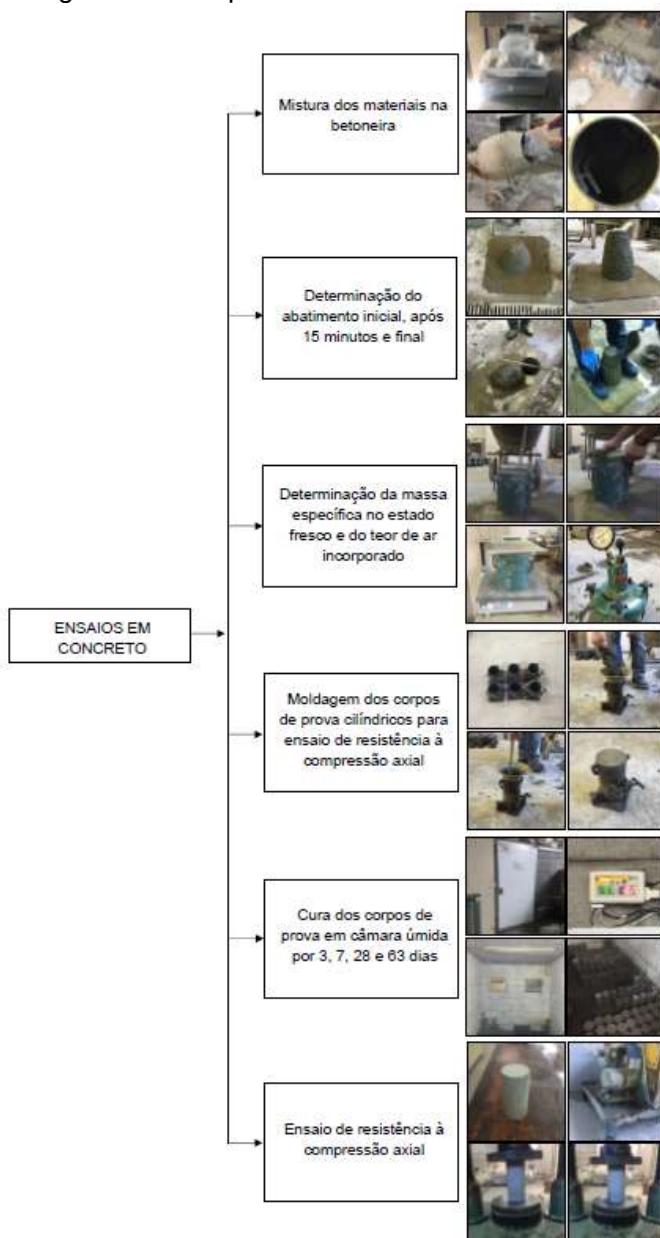 Mistura dos materiais na
betoneira
Determinação do
abatimento inicial, após
15 minutos e final
Determinação da massa
específica no estado
fresco e do teor de ar
incorporado
ENSAIOS EM
CONCRETO
Moldagem dos corpos
de prova cilíndricos para
ensaio de resistência à
compressão axial
Cura dos corpos de
prova em câmara úmida
por 3, 7, 28 e 63 dias
Ensaio de resistência à
compressão axial